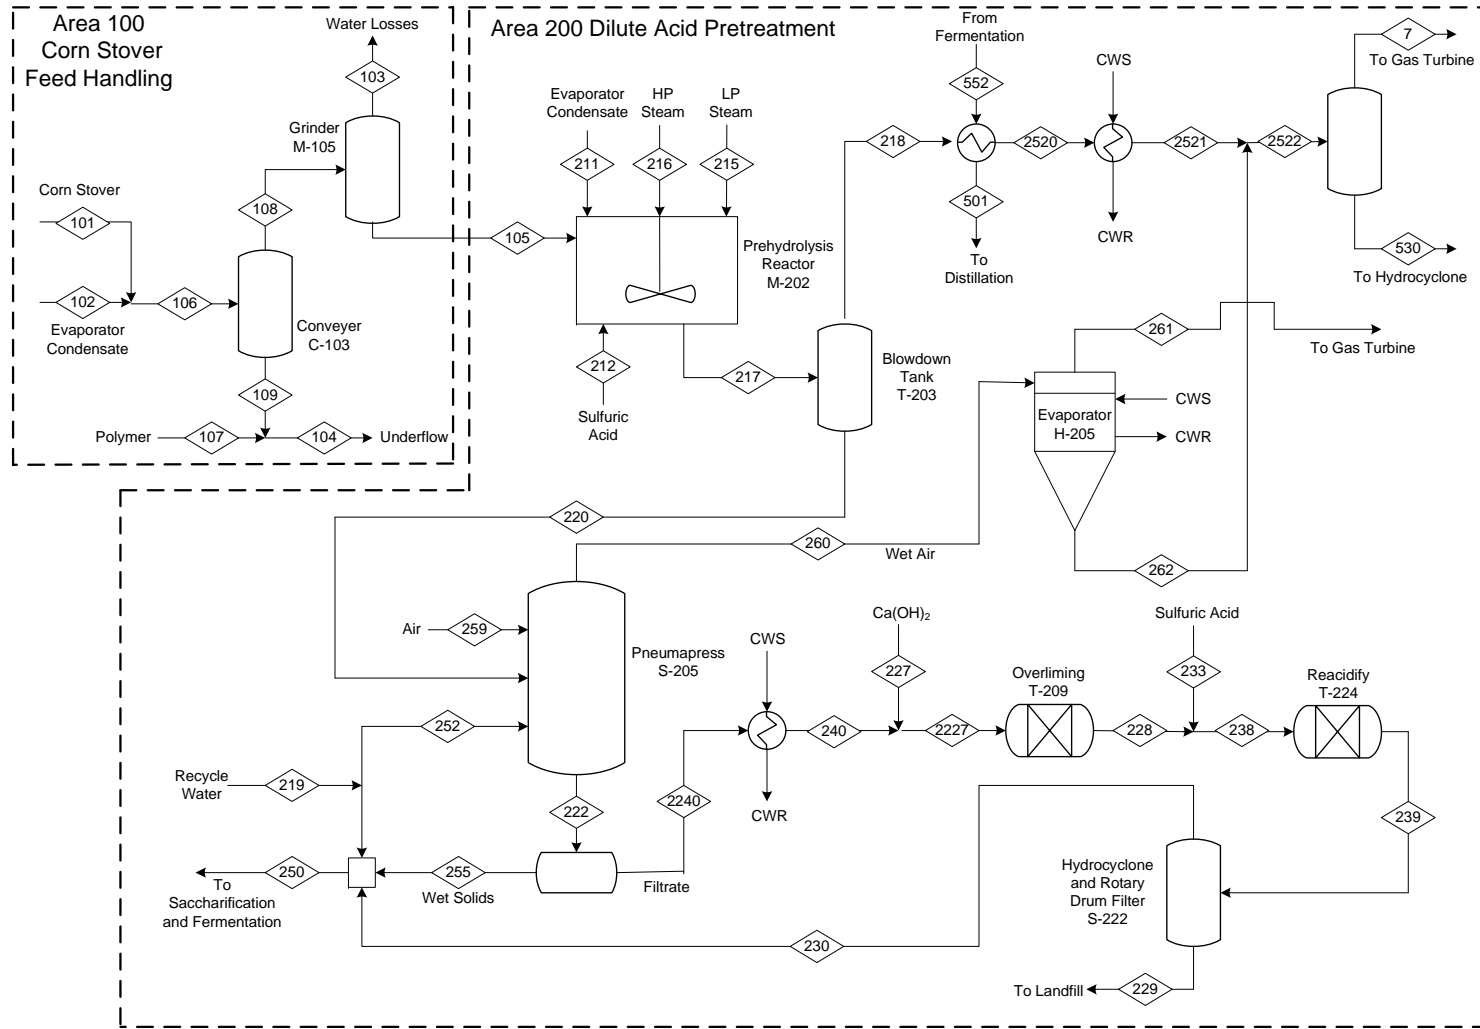 Area 100
Corn Stover
Feed Handling
Water Losses
103
Grinder
M-105
Corn Stover
101
108
102
106
Evaporator
Condensate
Conveyer
C-103
109
Polymer
107
104
Underflow
105
Area 200 Dilute Acid Pretreatment
Evaporator
Condensate
HP
Steam
LP
Steam
211
216
215
Prehydrolysis
Reactor
M-202
212
Sulfuric
Acid
217
Blowdown
Tank
T-203
218
From
Fermentation
552
501
To
Distillation
2520
CWS
CWR
2521
2522
7
To Gas Turbine
530
To Hydrocyclone
261
To Gas Turbine
Evaporator
H-205
CWS
CWR
262
220
260
Wet Air
Air
259
Pneumapress
S-205
252
Recycle
Water
219
222
2240
250
To
Saccharification
and Fermentation
255
Wet Solids
Filtrate
CWS
CWR
240
Ca(OH)₂
227
2227
Overliming
T-209
228
Sulfuric Acid
233
238
Reacidify
T-224
239
Hydrocyclone
and Rotary
Drum Filter
S-222
230
To Landfill
229